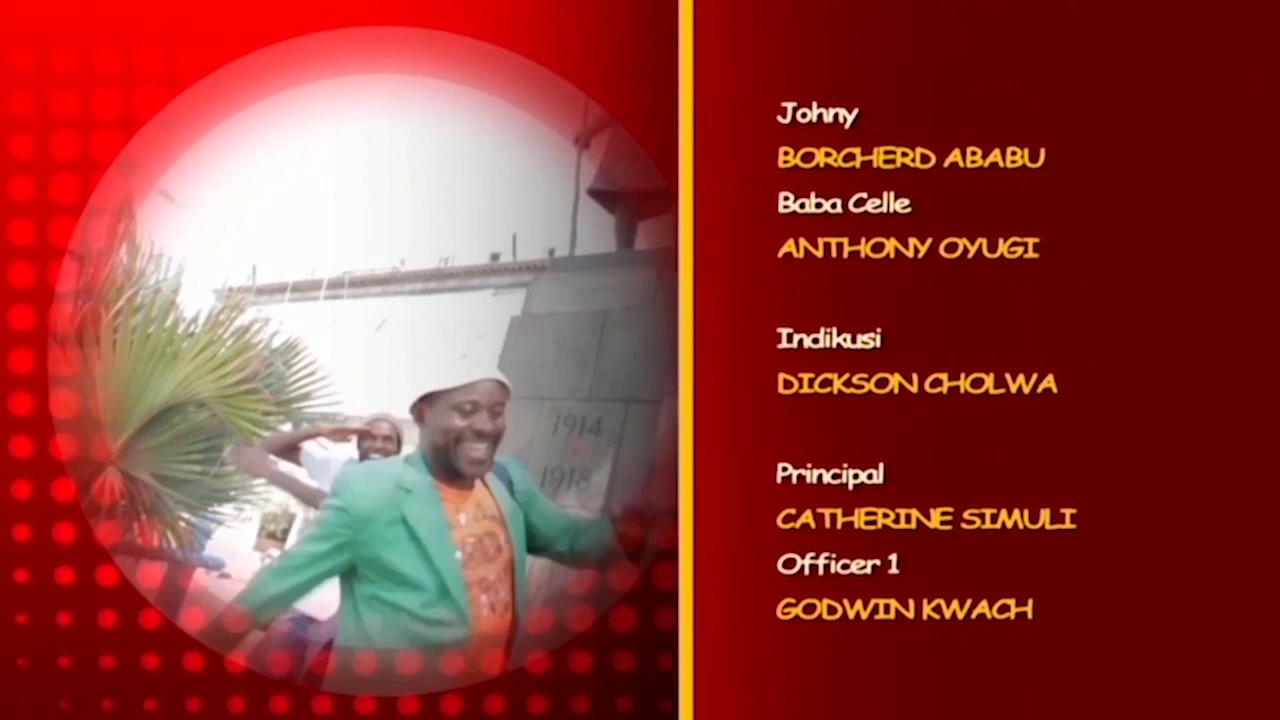 1914
1918
Johny
BORCHERD ABABU
Baba Celle
ANTHONY OYUGI
Indikusi
DICKSON CHOLWA
Principal
CATHERINE SIMULI
Officer 1
GODWIN KWACH